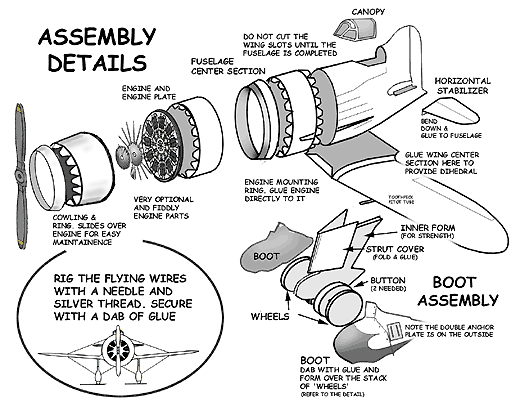 ASSEMBLY
DETAILS
CANOPY
DO NOT CUT THE
WING SLOTS UNTIL THE
FUSELAGE IS COMPLETED
FUSELAGE
CENTER SECTION
ENGINE AND
ENGINE PLATE
HORIZONTAL
STABILIZER
BEND
DOWN &
GLUE TO FUSELAGE
GLUE WING CENTER
SECTION HERE TO
PROVIDE DIHEDRAL
ENGINE MOUNTING
RING. GLUE ENGINE
DIRECTLY TO IT
TOOTHPICK
PITOT TUBE
VERY OPTIONAL
AND FIDDLY
ENGINE PARTS
COWLING &
RING. SLIDES OVER
ENGINE FOR EASY
MAINTAINENCE
INNER FORM
(FOR STRENGTH)
STRUT COVER
(FOLD & GLUE)
BOOT
BUTTON
(2 NEEDED)
BOOT
ASSEMBLY
WHEELS
NOTE THE DOUBLE ANCHOR
PLATE IS ON THE OUTSIDE
BOOT
DAB WITH GLUE AND
FORM OVER THE STACK
OF 'WHEELS'
(REFER TO THE DETAIL)
RIG THE FLYING WIRES
WITH A NEEDLE AND
SILVER THREAD. SECURE
WITH A DAB OF GLUE